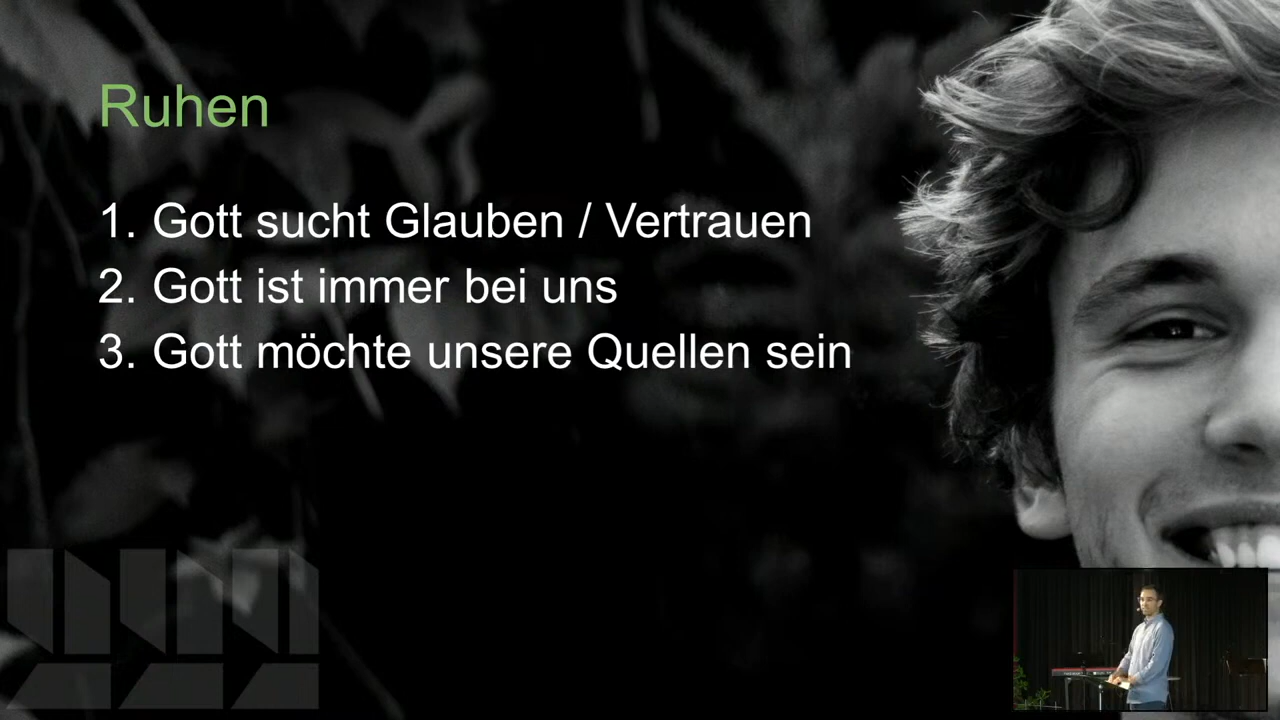 Ruhen
1. Gott sucht Glauben / Vertrauen
2. Gott ist immer bei uns
3. Gott möchte unsere Quellen sein